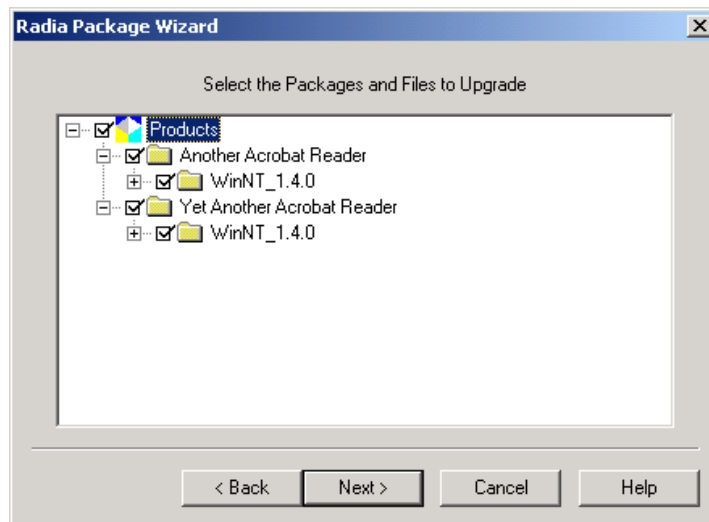 Radia Package Wizard
Select the Packages and Files to Upgrade
Products
Another Acrobat Reader
WinNT_1.4.0
Yet Another Acrobat Reader
WinNT_1.4.0
< Back Next > Cancel Help